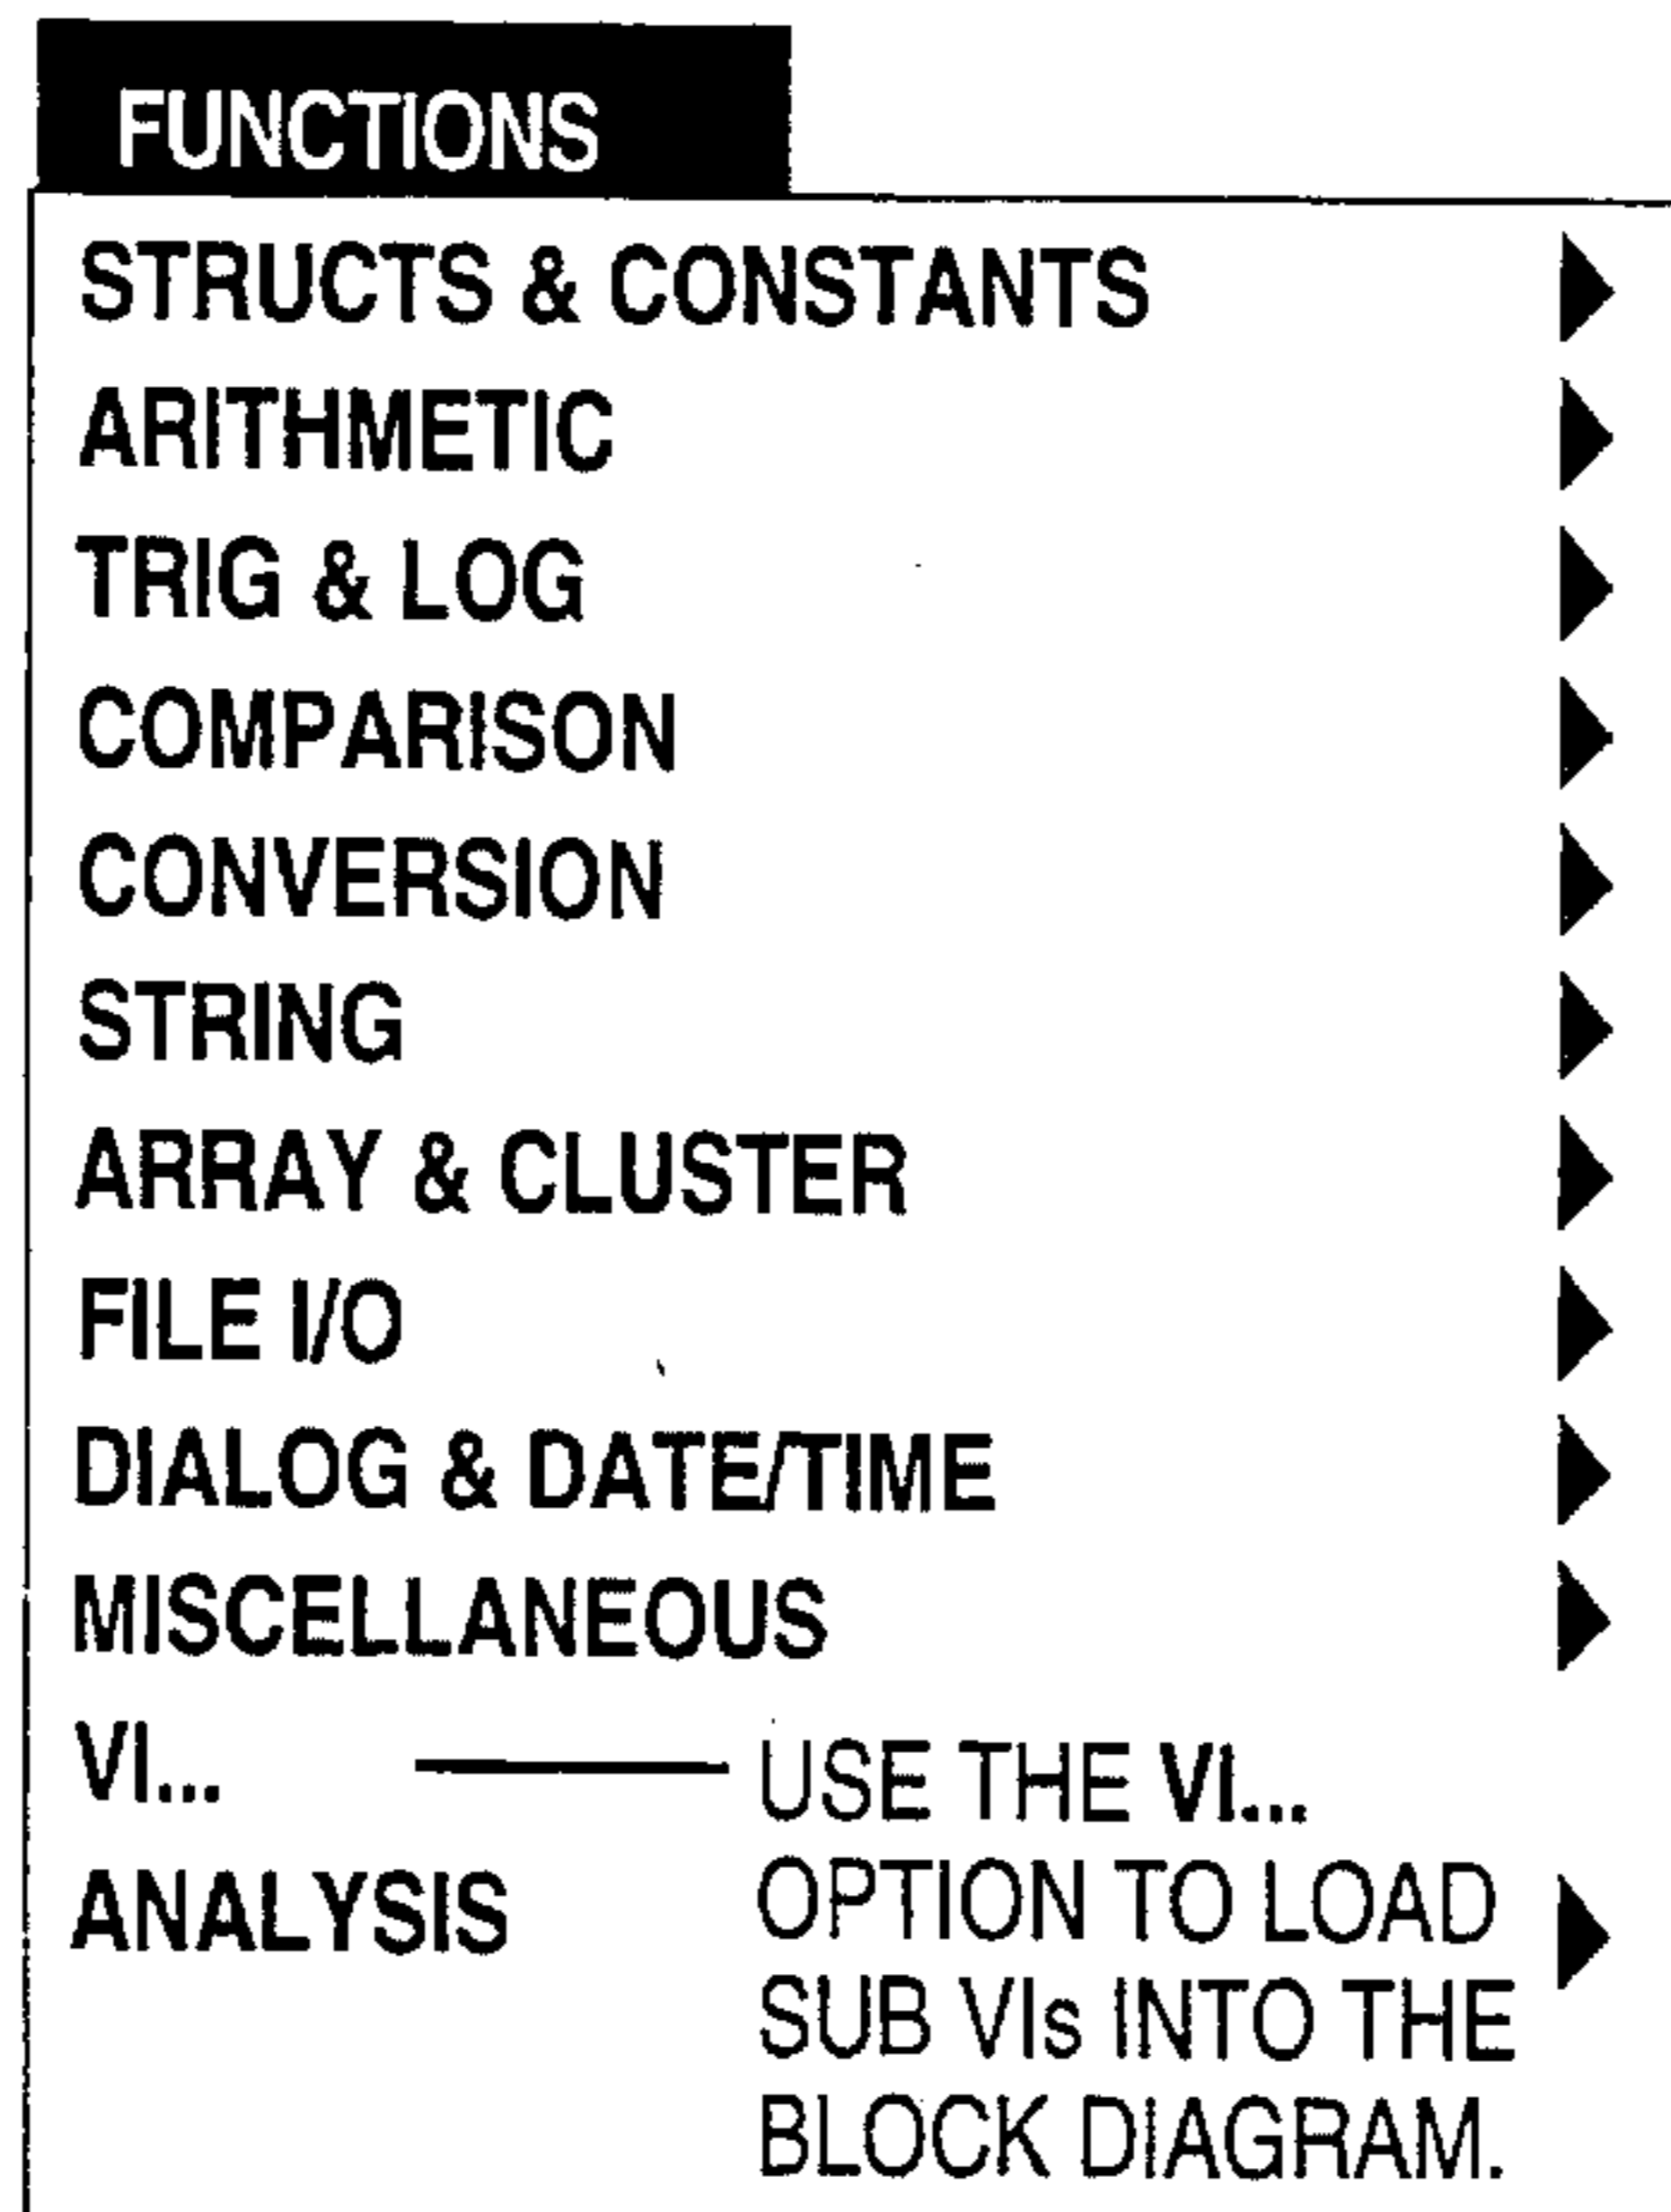 FUNCTIONS
STRUCTS & CONSTANTS
ARITHMETIC
TRIG & LOG
COMPARISON
CONVERSION
STRING
ARRAY & CLUSTER
FILE I/O
DIALOG & DATE/TIME
MISCELLANEOUS
VI...
ANALYSIS
USE THE VI...
OPTION TO LOAD
SUB VIs INTO THE
BLOCK DIAGRAM.